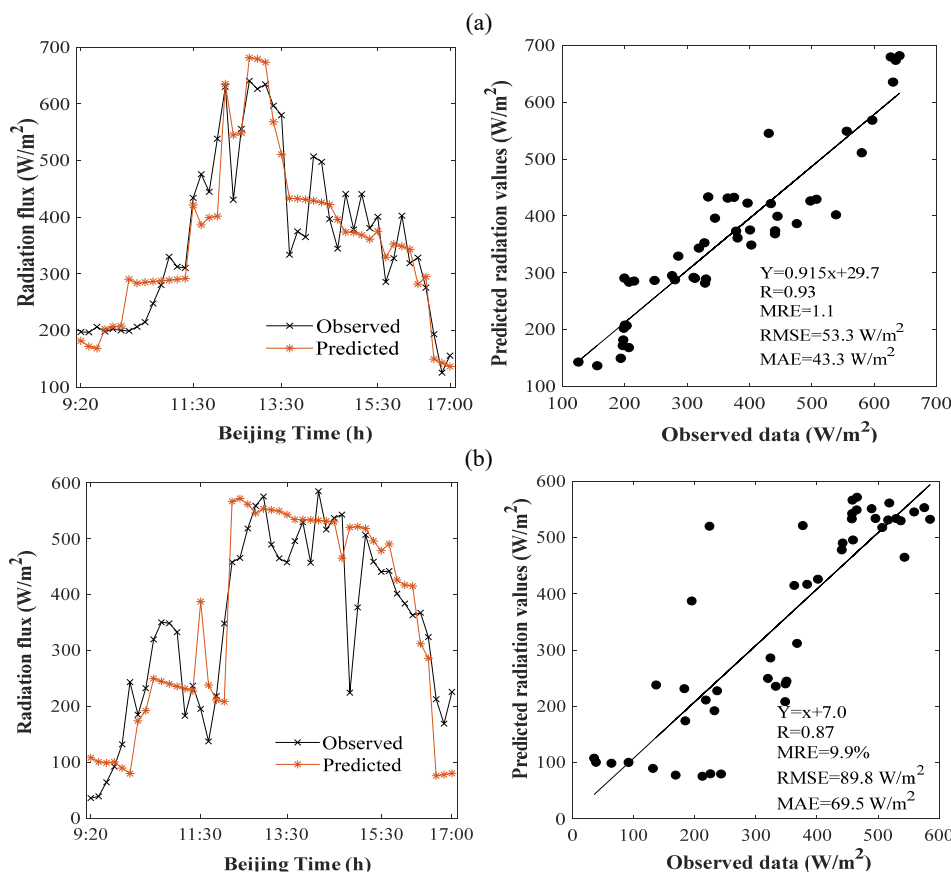 (a)
700
600
500
400
300
200
100
Radiation flux (W/m²)
Observed
Predicted
9:20 11:30 13:30 15:30 17:00
Beijing Time (h)
700
600
500
400
300
200
100
Predicted radiation values (W/m²)
Y=0.915x+29.7
R=0.93
MRE=1.1
RMSE=53.3 W/m²
MAE=43.3 W/m²
100 200 300 400 500 600 700
Observed data (W/m²)
(b)
600
500
400
300
200
100
0
Radiation flux (W/m²)
Observed
Predicted
9:20 11:30 13:30 15:30 17:00
Beijing Time (h)
600
500
400
300
200
100
0
Predicted radiation values (W/m²)
Y=x+7.0
R=0.87
MRE=9.9%
RMSE=89.8 W/m²
MAE=69.5 W/m²
0 100 200 300 400 500 600
Observed data (W/m²)